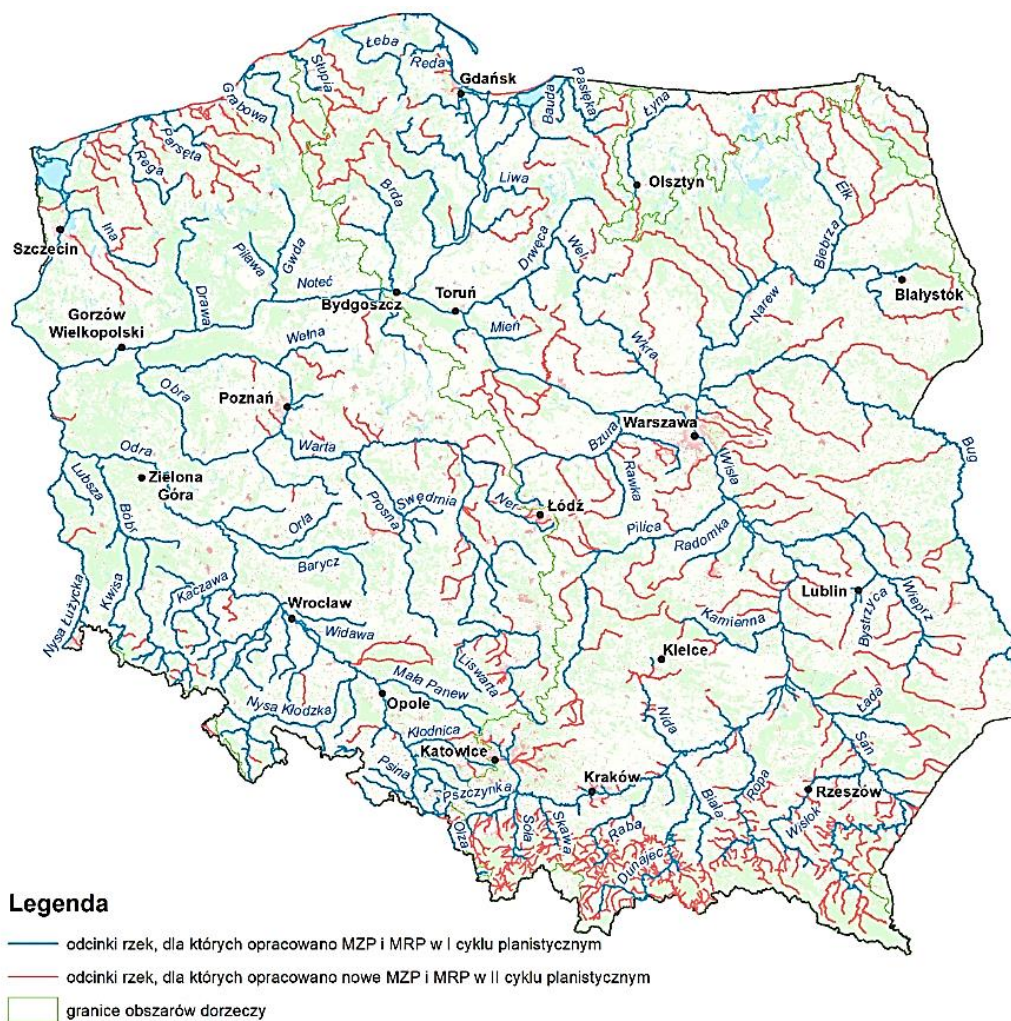 Łeba
Reda
Słupia
Gdańsk
Grabowa
Bauda
Pasłęka
Łyna
Parsęta
Rega
Brda
Liwa
Olsztyn
Ełk
Szczecin
Ina
Drwęca
Wel
Biebrza
Piława
Gwda
Drawa
Noteć
Bydgoszcz
Toruń
Białystok
Narew
Gorzów
Wielkopolski
Wełna
Mień
Wkra
Obra
Poznań
Warszawa
Bzura
Warta
Odra
Bug
Wisła
Zielona
Góra
Lubsza
Bóbr
Prosna
Swędrnia
Ner
Łódź
Rawka
Orla
Pilica
Radomka
Barycz
Kwisa
Kaczawa
Nysa Łużycka
Wrocław
Widawa
Lublin
Bystrzyca
Wieprz
Kamienna
Kielce
Liswarta
Mała Panew
Opole
Nysa Kłodzka
Nida
Łada
Kłodnica
Katowice
San
Psina
Pszczynka
Kraków
Ropa
Rzeszów
Biała
Wisłok
Olza
Soła
Skawa
Raba
Dunajec
Legenda
odcinki rzek, dla których opracowano MZP i MRP w I cyklu planistycznym
odcinki rzek, dla których opracowano nowe MZP i MRP w II cyklu planistycznym
granice obszarów dorzeczy